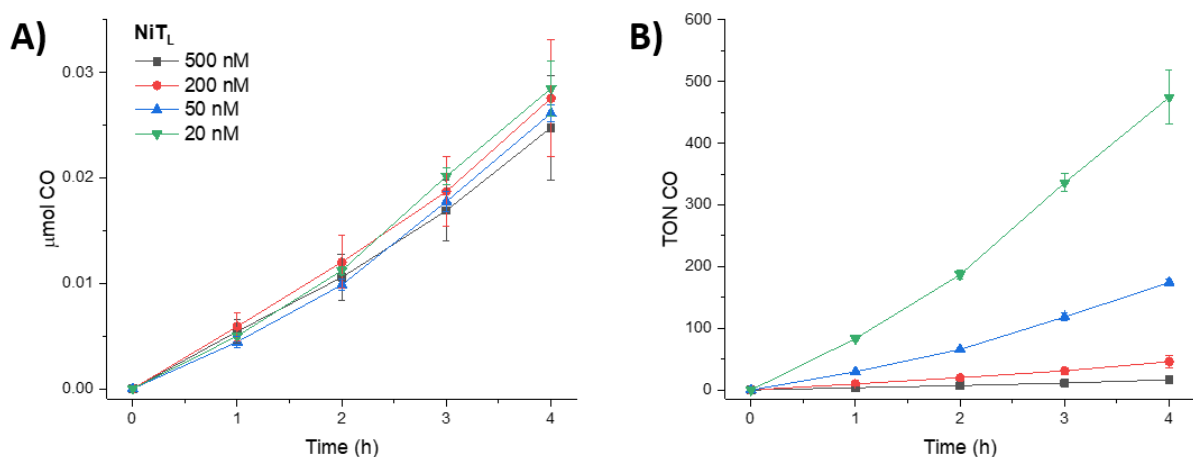 A)
NiT_L
500 nM
200 nM
50 nM
20 nM
0.03
0.02
0.01
0.00
μmol CO
0 1 2 3 4
Time (h)
B)
600
500
400
300
200
100
0
TON CO
0 1 2 3 4
Time (h)